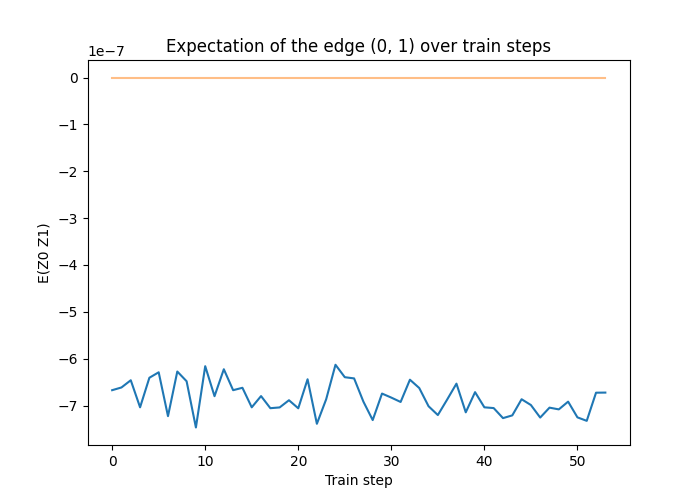 Expectation of the edge (0, 1) over train steps
1e−7
0
−1
−2
−3
−4
−5
−6
−7
E(Z0 Z1)
0 10 20 30 40 50
Train step